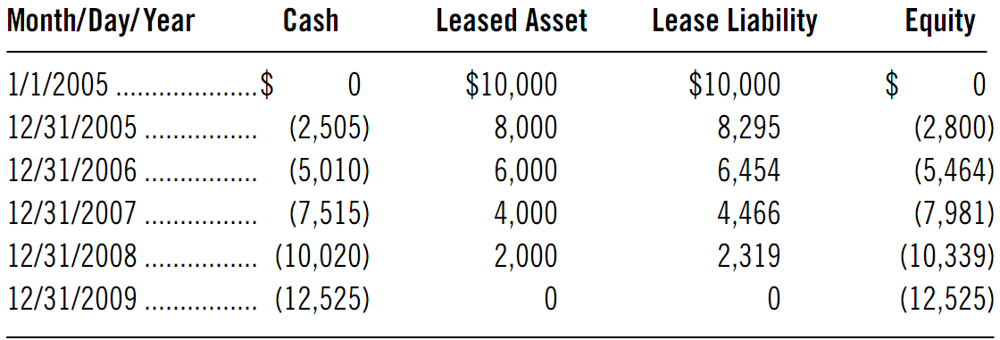 Month/Day/Year Cash Leased Asset Lease Liability Equity
1/1/2005 ....................$ 0 $10,000 $10,000 $ 0
12/31/2005 ................ (2,505) 8,000 8,295 (2,800)
12/31/2006 ................ (5,010) 6,000 6,454 (5,464)
12/31/2007 ................ (7,515) 4,000 4,466 (7,981)
12/31/2008 ................ (10,020) 2,000 2,319 (10,339)
12/31/2009 ................ (12,525) 0 0 (12,525)